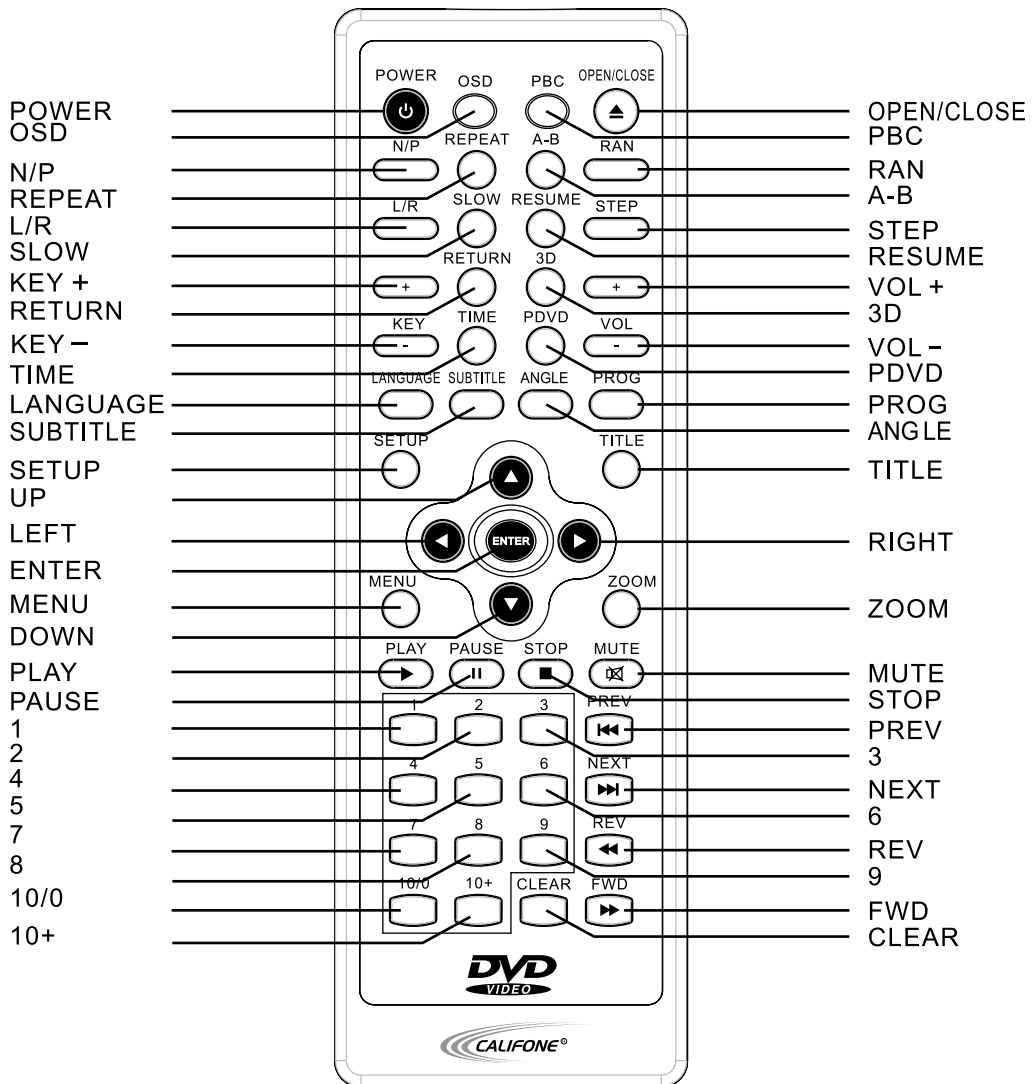 POWER OSD PBC OPEN/CLOSE
N/P REPEAT A-B RAN
L/R SLOW RESUME STEP
RETURN 3D
+ +
KEY TIME PDVD VOL
- -
LANGUAGE SUBTITLE ANGLE PROG
SETUP TITLE
ENTER
MENU ZOOM
PLAY PAUSE STOP MUTE
1 2 3 PREV
4 5 6 NEXT
7 8 9 REV
10/0 10+ CLEAR FWD
DVD
VIDEO
CALIFONE®
POWER
OSD
N/P
REPEAT
L/R
SLOW
KEY +
RETURN
KEY –
TIME
LANGUAGE
SUBTITLE
SETUP
UP
LEFT
ENTER
MENU
DOWN
PLAY
PAUSE
1
2
4
5
7
8
10/0
10+
OPEN/CLOSE
PBC
RAN
A-B
STEP
RESUME
VOL +
3D
VOL –
PDVD
PROG
ANGLE
TITLE
RIGHT
ZOOM
MUTE
STOP
PREV
3
NEXT
6
REV
9
FWD
CLEAR